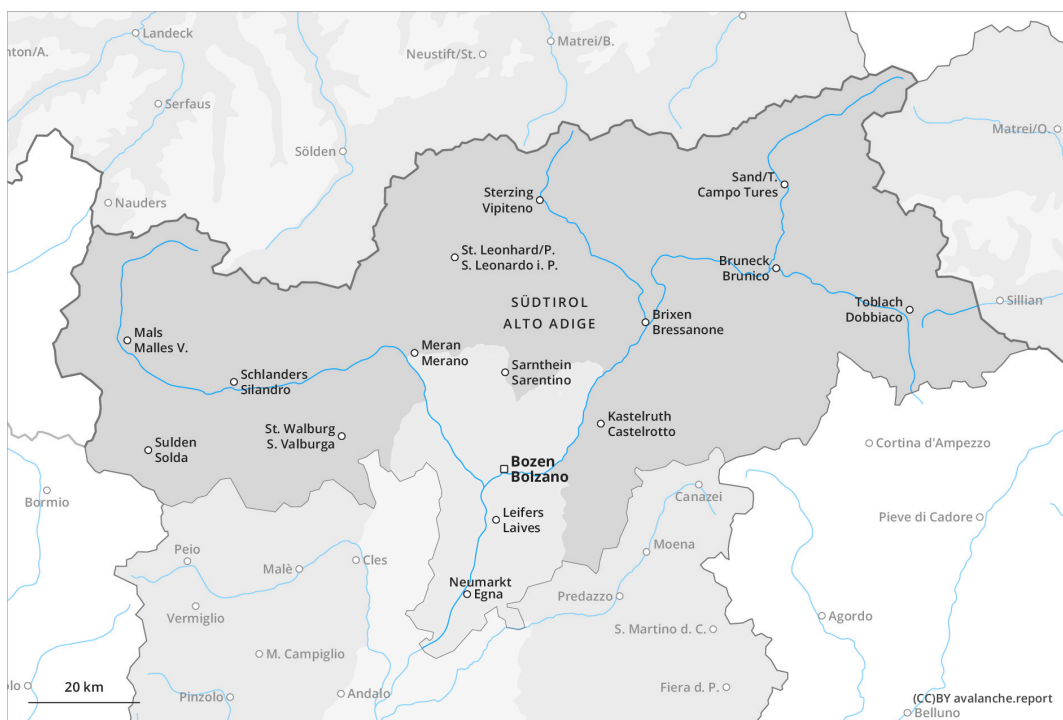 Landeck
nton/A.
Neustift/St.
Matrei/B.
Serfaus
Matrei/O.
Sölden
Nauders
Sterzing
Vipiteno
Sand/T.
Campo Tures
St. Leonhard/P.
S. Leonardo i. P.
Bruneck
Brunico
SÜDTIROL
ALTO ADIGE
Toblach
Dobbiaco
Sillian
Brixen
Bressanone
Mals
Malles V.
Meran
Merano
Sarnthein
Sarentino
Schlanders
Silandro
Kastelruth
Castelrotto
St. Walburg
S. Valburga
Sulden
Solda
Cortina d'Ampezzo
Bozen
Bolzano
Bormio
Canazei
Leifers
Laives
Pieve di Cadore
Peio
Malè
Cles
Moena
Neumarkt
Egna
Predazzo
Vermiglio
Agordo
S. Martino d. C.
M. Campiglio
olo
20 km
Pinzolo
Andalo
Fiera d. P.
(CC)BY avalanche.report
Belluno